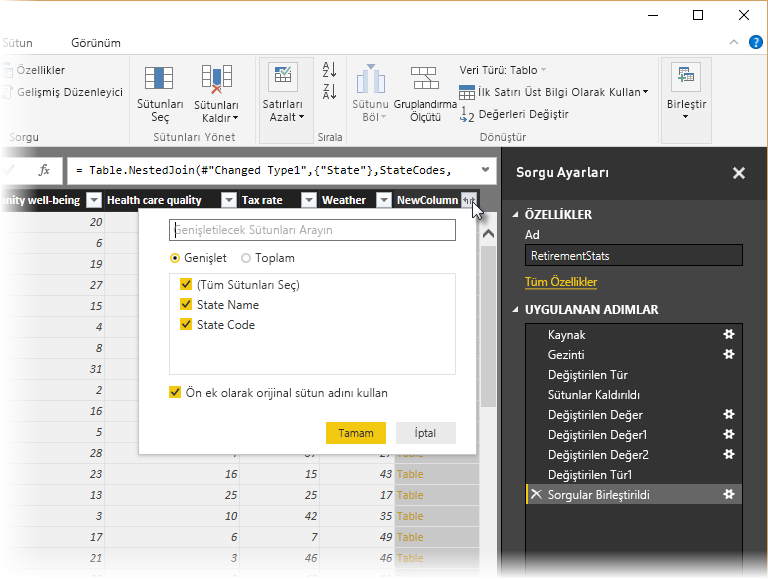 Sütun Görünüm
Özellikler
Gelişmiş Düzenleyici
Sorgu
Sütunları Seç
Sütunları Kaldır
Sütunları Yönet
Satırları Azalt
Sırala
Sütunu Böl
Gruplandırma Ölçütü
Veri Türü: Tablo
İlk Satırı Üst Bilgi Olarak Kullan
Değerleri Değiştir
Dönüştür
Birleştir
fx = Table.NestedJoin(#"Changed Type1",{"State"},StateCodes,
well-being Health care quality Tax rate Weather NewColumn
20
6
19
27
15
4
8
31
2
16
5
28
23 16 15 43 Table
13 25 25 17 Table
3 10 42 35 Table
17 6 7 49 Table
21 3 46 46 Table
Genişletilecek Sütunları Arayın
Genişlet Toplam
(Tüm Sütunları Seç)
State Name
State Code
Ön ek olarak orijinal sütun adını kullan
Tamam İptal
Sorgu Ayarları
ÖZELLİKLER
Ad
RetirementStats
Tüm Özellikler
UYGULANAN ADIMLAR
Kaynak
Gezinti
Değiştirilen Tür
Sütunlar Kaldırıldı
Değiştirilen Değer
Değiştirilen Değer1
Değiştirilen Değer2
Değiştirilen Tür1
Sorgular Birleştirildi